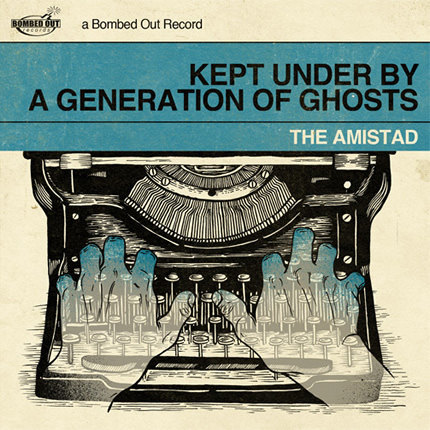 BOMBED OUT
records
a Bombed Out Record
KEPT UNDER BY
A GENERATION OF GHOSTS
THE AMISTAD